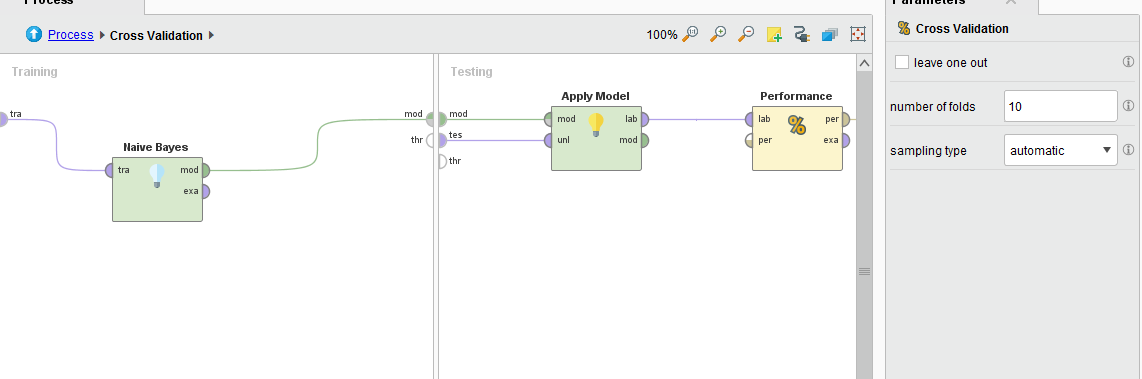 Process
Parameters
Process Cross Validation
100%
Cross Validation
Training
Testing
leave one out
number of folds 10
sampling type automatic
tra
Naive Bayes
tra mod
exa
mod mod
thr tes
thr
Apply Model
mod lab
unl mod
Performance
lab per
per exa